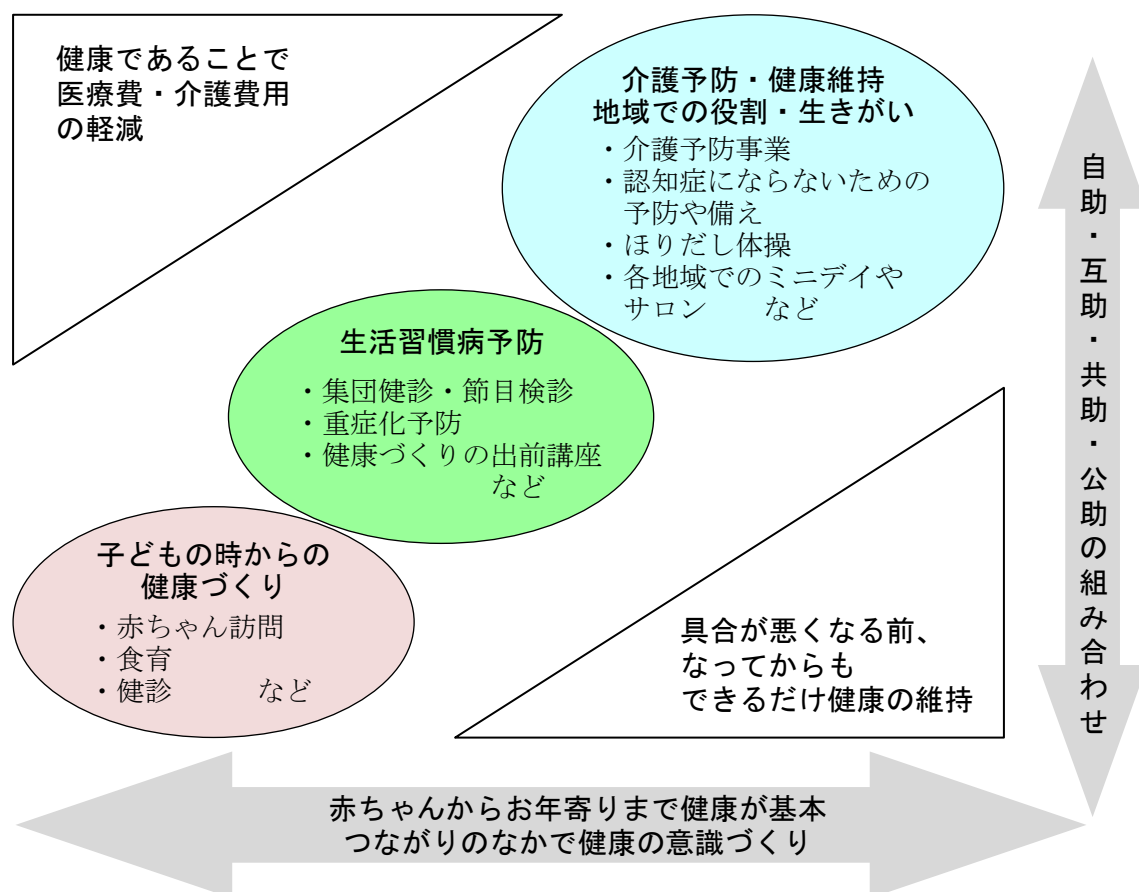 健康であることで
医療費・介護費用
の軽減
介護予防・健康維持
地域での役割・生きがい
・介護予防事業
・認知症にならないための
予防や備え
・ほりだし体操
・各地域でのミニデイや
サロン　　など
生活習慣病予防
・集団健診・節目検診
・重症化予防
・健康づくりの出前講座
など
子どもの時からの
健康づくり
・赤ちゃん訪問
・食育
・健診　　　など
具合が悪くなる前、
なってからも
できるだけ健康の維持
自助・互助・共助・公助の組み合わせ
赤ちゃんからお年寄りまで健康が基本
つながりのなかで健康の意識づくり